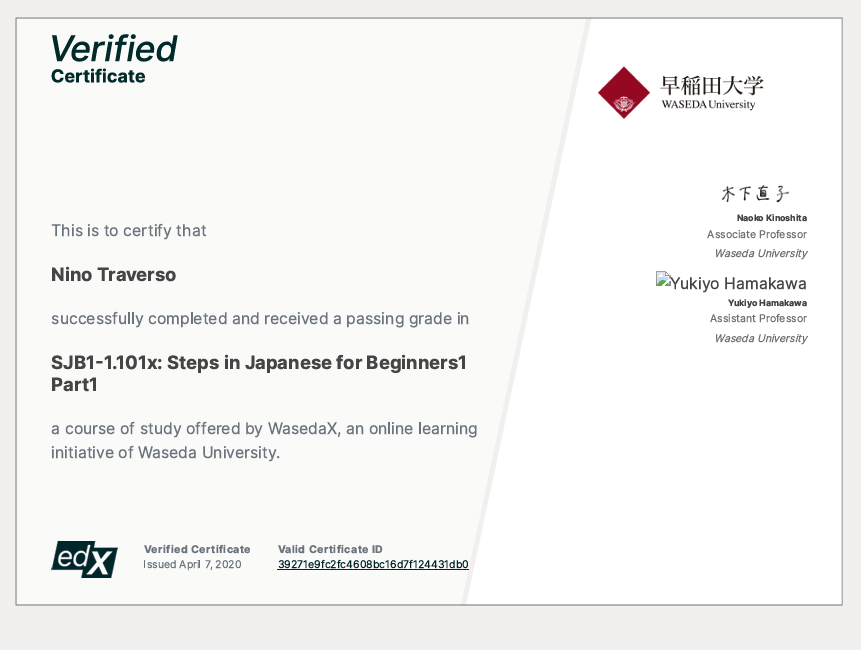 Verified
Certificate
早稲田大学
WASEDA University
This is to certify that
Nino Traverso
successfully completed and received a passing grade in
SJB1-1.101x: Steps in Japanese for Beginners1
Part1
a course of study offered by WasedaX, an online learning
initiative of Waseda University.
木下直子
Naoko Kinoshita
Associate Professor
Waseda University
Yukiyo Hamakawa
Yukiyo Hamakawa
Assistant Professor
Waseda University
edX
Verified Certificate
Issued April 7, 2020
Valid Certificate ID
39271e9fc2fc4608bc16d7f124431db0